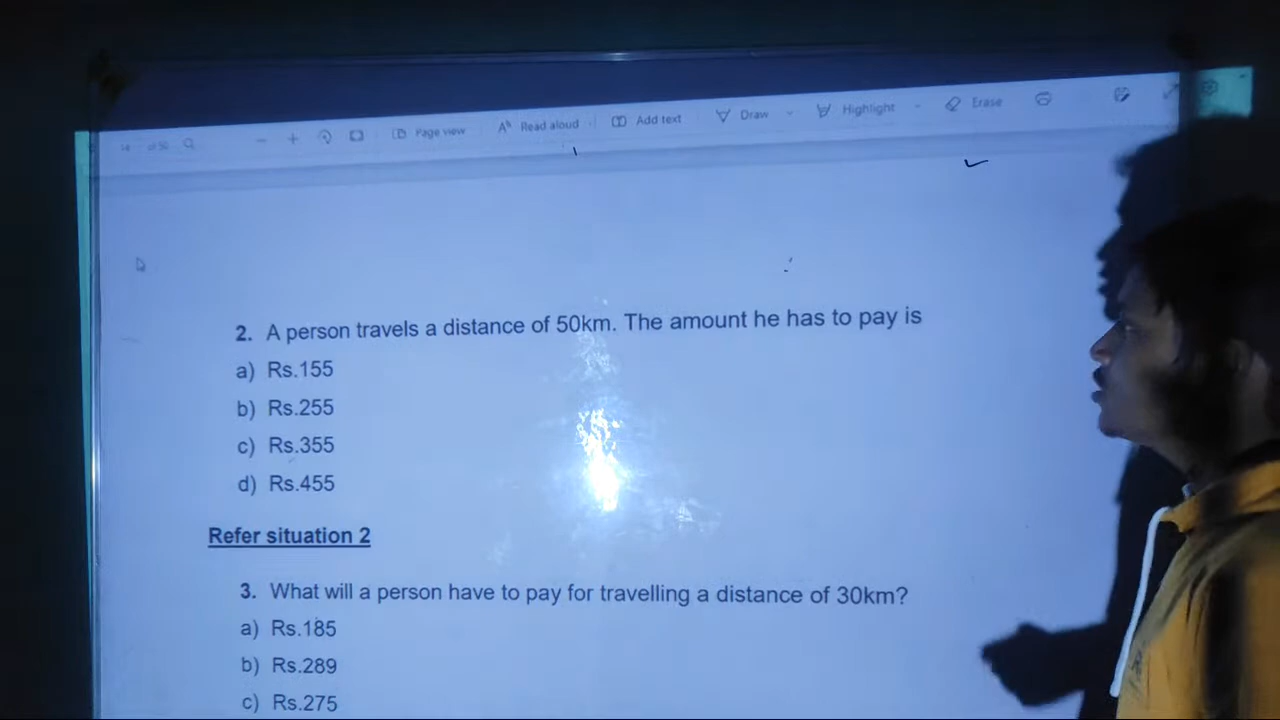 of 56 Page view Read aloud Add text Draw Highlight Erase
2. A person travels a distance of 50km. The amount he has to pay is
a) Rs.155
b) Rs.255
c) Rs.355
d) Rs.455
Refer situation 2
3. What will a person have to pay for travelling a distance of 30km?
a) Rs.185
b) Rs.289
c) Rs.275